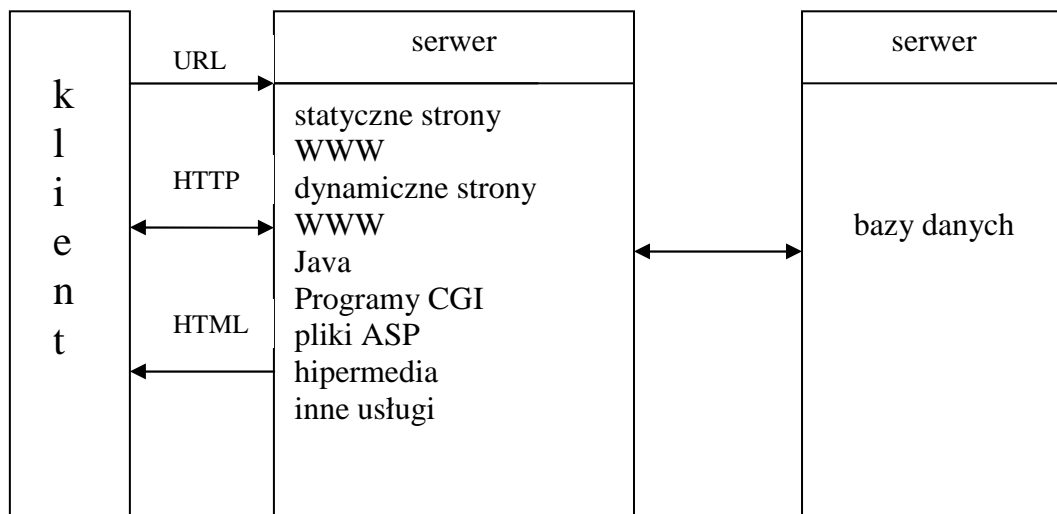 klient
URL
HTTP
HTML
serwer
statyczne strony
WWW
dynamiczne strony
WWW
Java
Programy CGI
pliki ASP
hipermedia
inne usługi
serwer
bazy danych